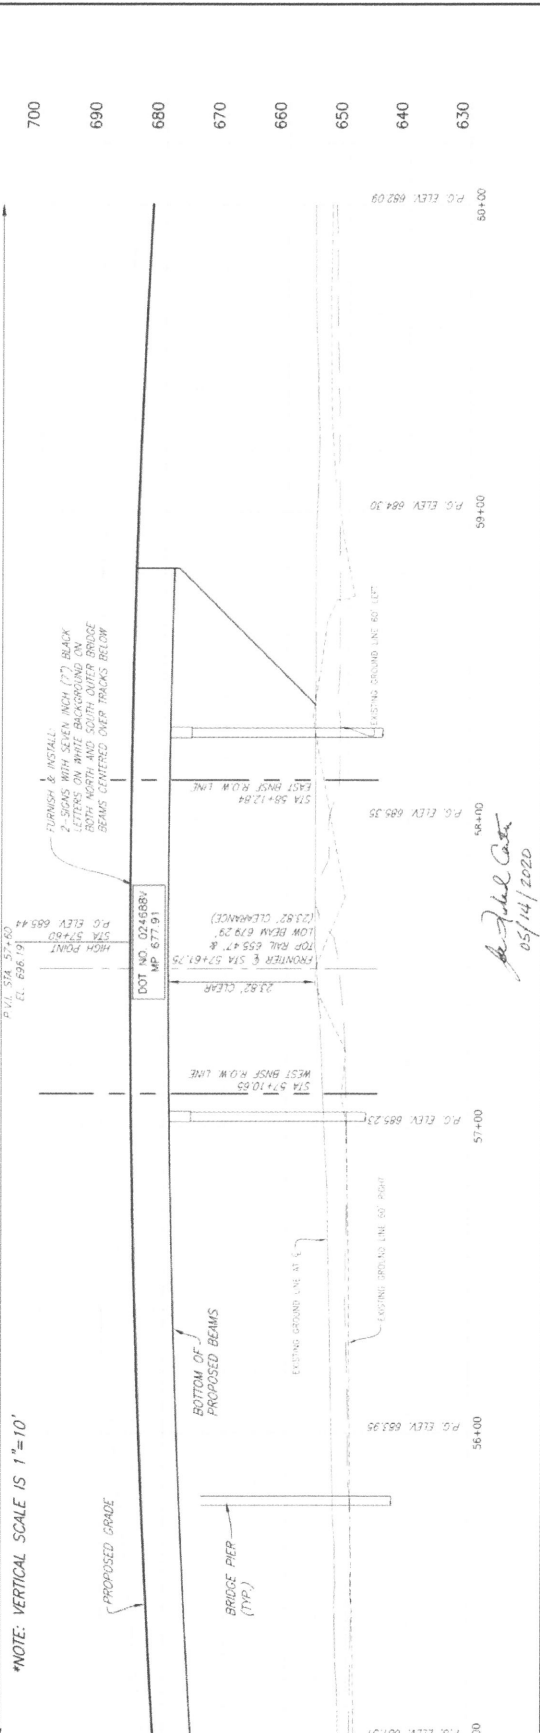 *NOTE: VERTICAL SCALE IS 1"=10'
P.V.I. STA. 57+60
EL. 696.19
HIGH POINT
STA. 57+60
P.G. ELEV. 685.44
FURNISH & INSTALL
2-SIGNS WITH SEVEN INCH (7") BLACK
LETTERS ON WHITE BACKGROUND ON
BOTH NORTH AND SOUTH OUTER BRIDGE
BEAMS CENTERED OVER TRACKS BELOW
PROPOSED GRADE
DOT NO. 024688V
MP 677.91
BOTTOM OF
PROPOSED BEAMS
BRIDGE PIER
(TYP.)
STA 57+10.65
WEST BNSF R.O.W. LINE
23.82' CLEAR
FRONTIER ℄ STA 57+61.75
TOP RAIL 655.47' &
LOW BEAM 679.29'
(23.82' CLEARANCE)
STA 58+12.84
EAST BNSF R.O.W. LINE
EXISTING GROUND LINE AT ℄
EXISTING GROUND LINE 60' RIGHT
EXISTING GROUND LINE 60' LEFT
700
690
680
670
660
650
640
630
P.G. ELEV. 683.95
P.G. ELEV. 685.23
P.G. ELEV. 685.35
P.G. ELEV. 684.30
P.G. ELEV. 682.09
56+00
57+00
58+00
59+00
60+00
05/14/2020